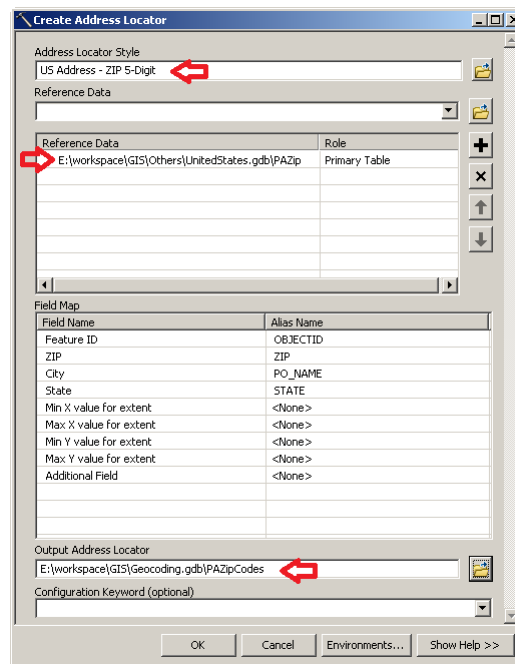 Create Address Locator
Address Locator Style
US Address - ZIP 5-Digit
Reference Data
Reference Data Role
E:\workspace\GIS\Others\UnitedStates.gdb\PAZip Primary Table
Field Map
Field Name Alias Name
Feature ID OBJECTID
ZIP ZIP
City PO_NAME
State STATE
Min X value for extent <None>
Max X value for extent <None>
Min Y value for extent <None>
Max Y value for extent <None>
Additional Field <None>
Output Address Locator
E:\workspace\GIS\Geocoding.gdb\PAZipCodes
Configuration Keyword (optional)
OK Cancel Environments... Show Help >>